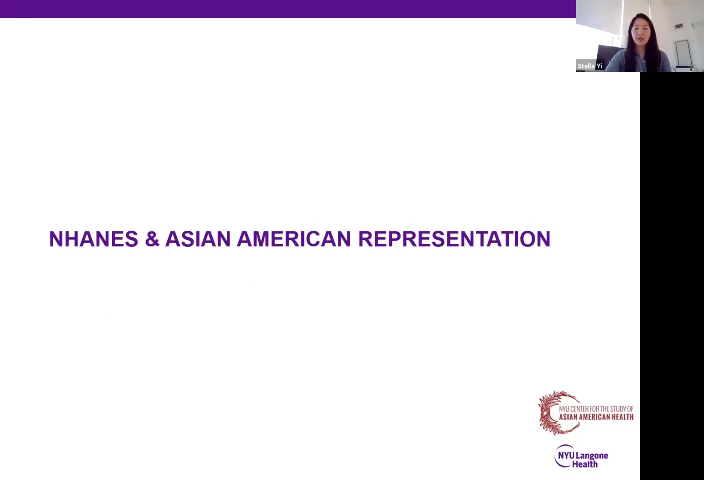 Stella Yi
NHANES & ASIAN AMERICAN REPRESENTATION
NYU CENTER FOR THE STUDY OF
ASIAN AMERICAN HEALTH
NYU Langone
Health